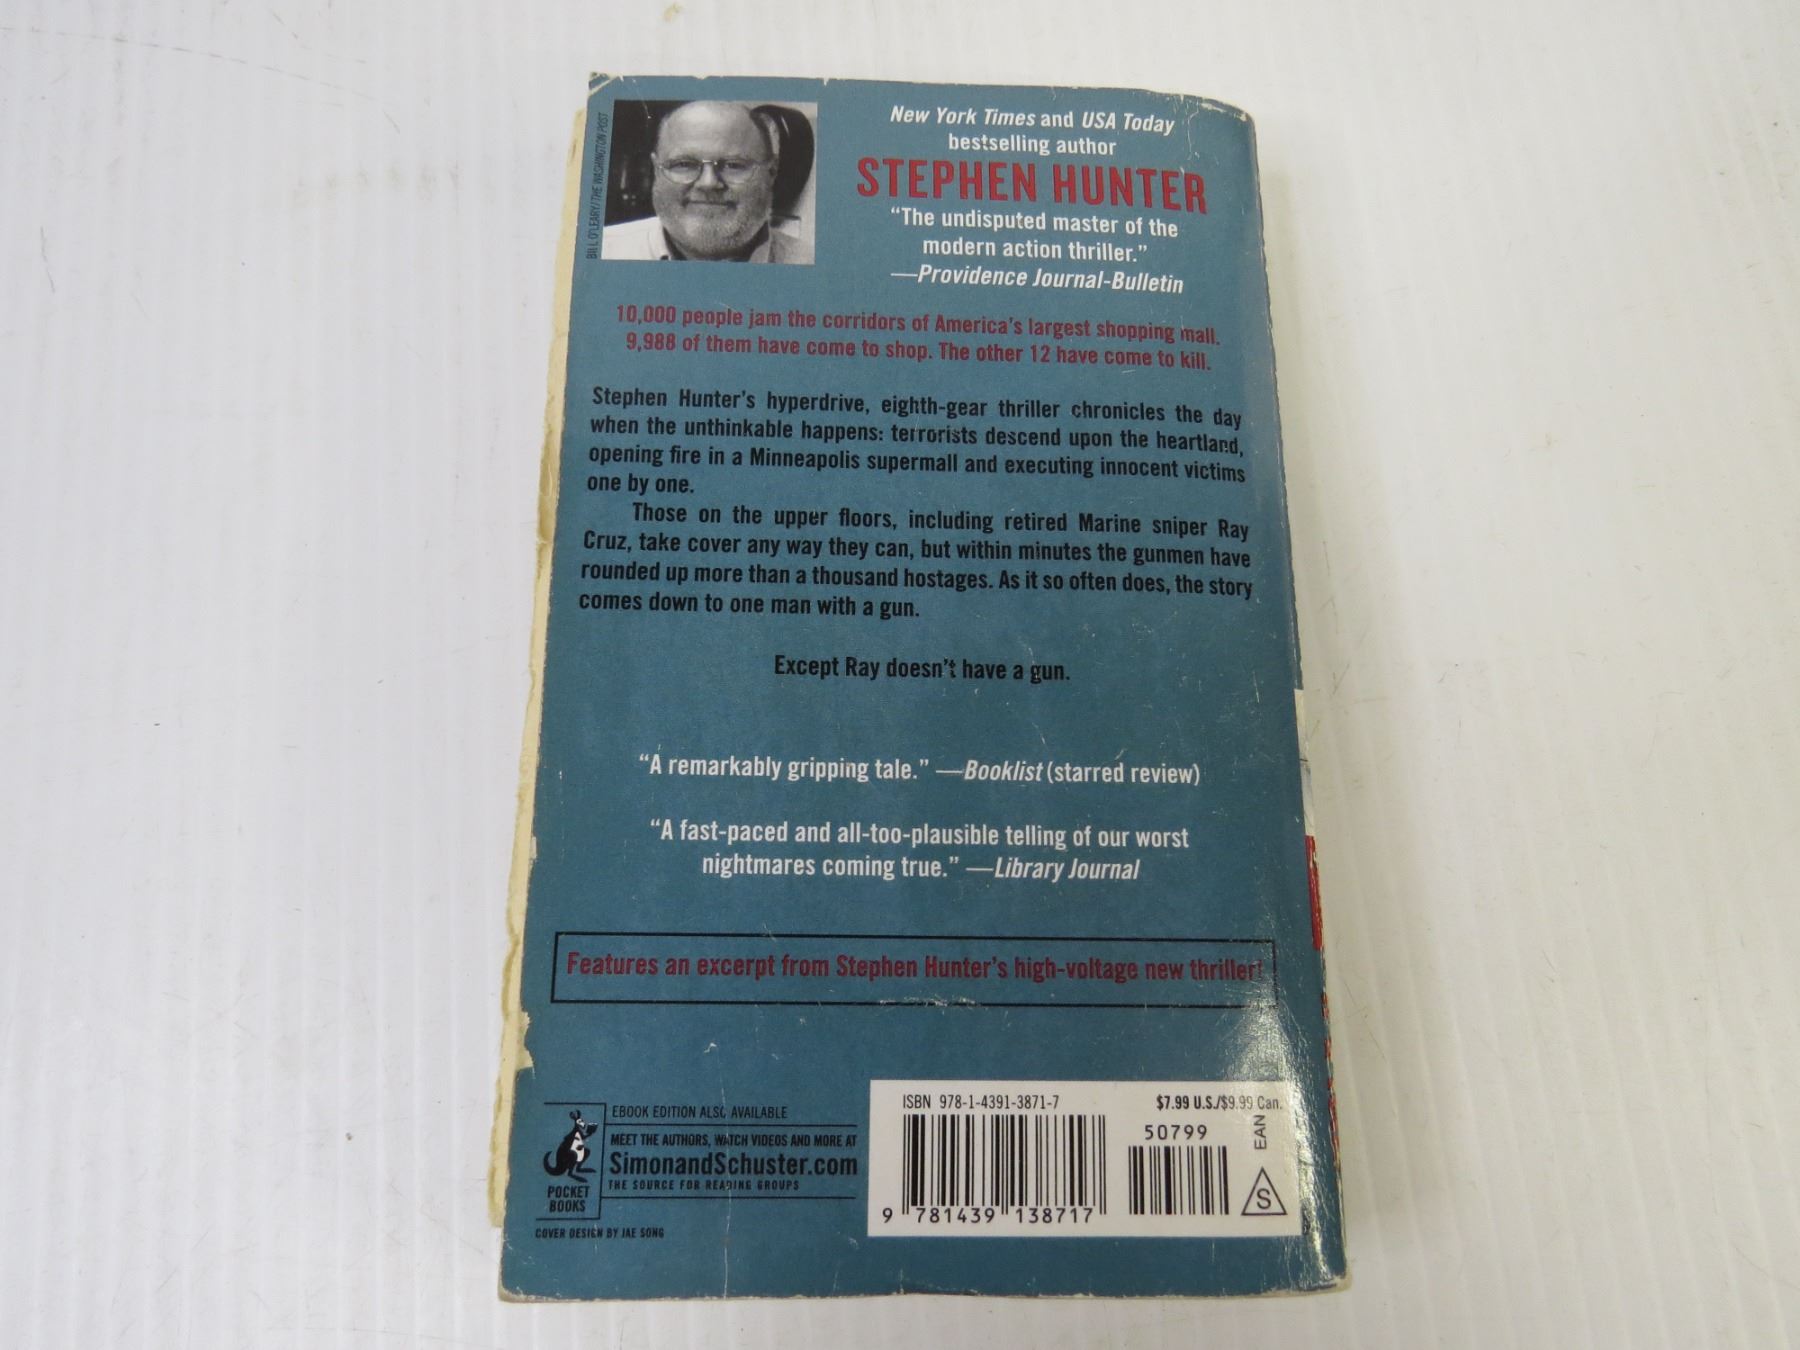 BILL O'LEARY/THE WASHINGTON POST
New York Times and USA Today
bestselling author
STEPHEN HUNTER
“The undisputed master of the
modern action thriller.”
—Providence Journal-Bulletin
10,000 people jam the corridors of America's largest shopping mall.
9,988 of them have come to shop. The other 12 have come to kill.
Stephen Hunter's hyperdrive, eighth-gear thriller chronicles the day
when the unthinkable happens: terrorists descend upon the heartland,
opening fire in a Minneapolis supermall and executing innocent victims
one by one.
Those on the upper floors, including retired Marine sniper Ray
Cruz, take cover any way they can, but within minutes the gunmen have
rounded up more than a thousand hostages. As it so often does, the story
comes down to one man with a gun.
Except Ray doesn't have a gun.
“A remarkably gripping tale.” —Booklist (starred review)
“A fast-paced and all-too-plausible telling of our worst
nightmares coming true.” —Library Journal
Features an excerpt from Stephen Hunter's high-voltage new thriller!
EBOOK EDITION ALSO AVAILABLE
MEET THE AUTHORS, WATCH VIDEOS AND MORE AT
SimonandSchuster.com
THE SOURCE FOR READING GROUPS
POCKET
BOOKS
COVER DESIGN BY JAE SONG
ISBN 978-1-4391-3871-7
$7.99 U.S./$9.99 Can.
50799
EAN
S
9 781439 138717